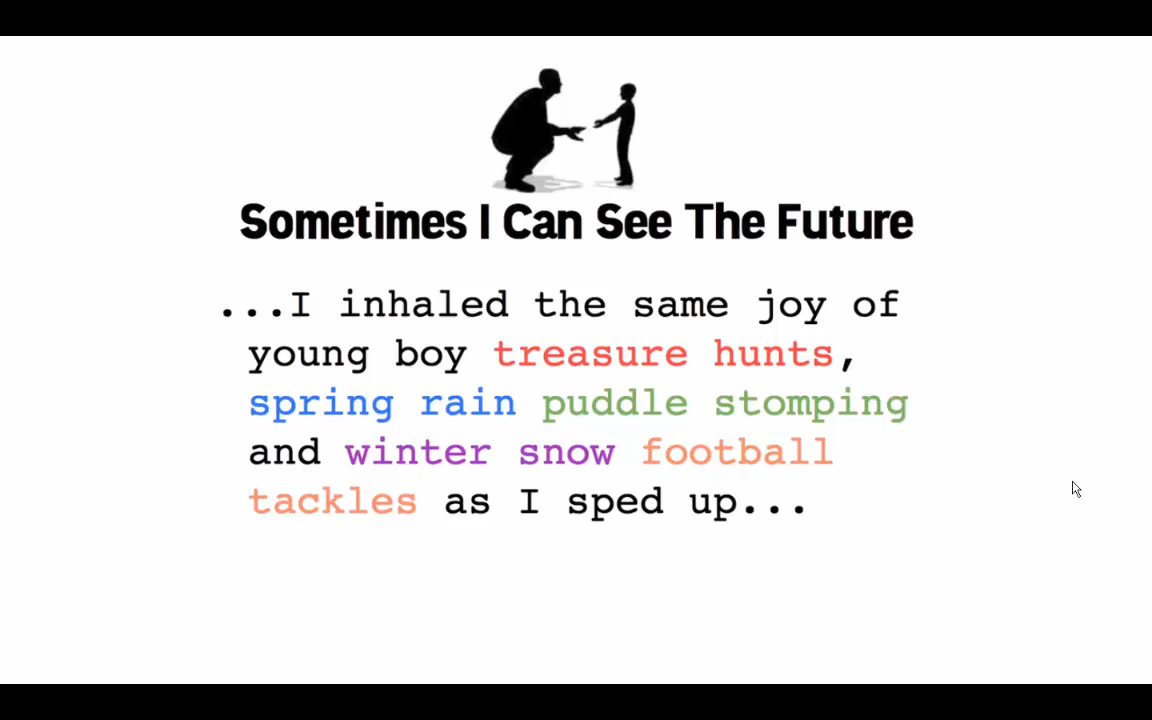 Sometimes I Can See The Future
...I inhaled the same joy of
young boy treasure hunts,
spring rain puddle stomping
and winter snow football
tackles as I sped up...